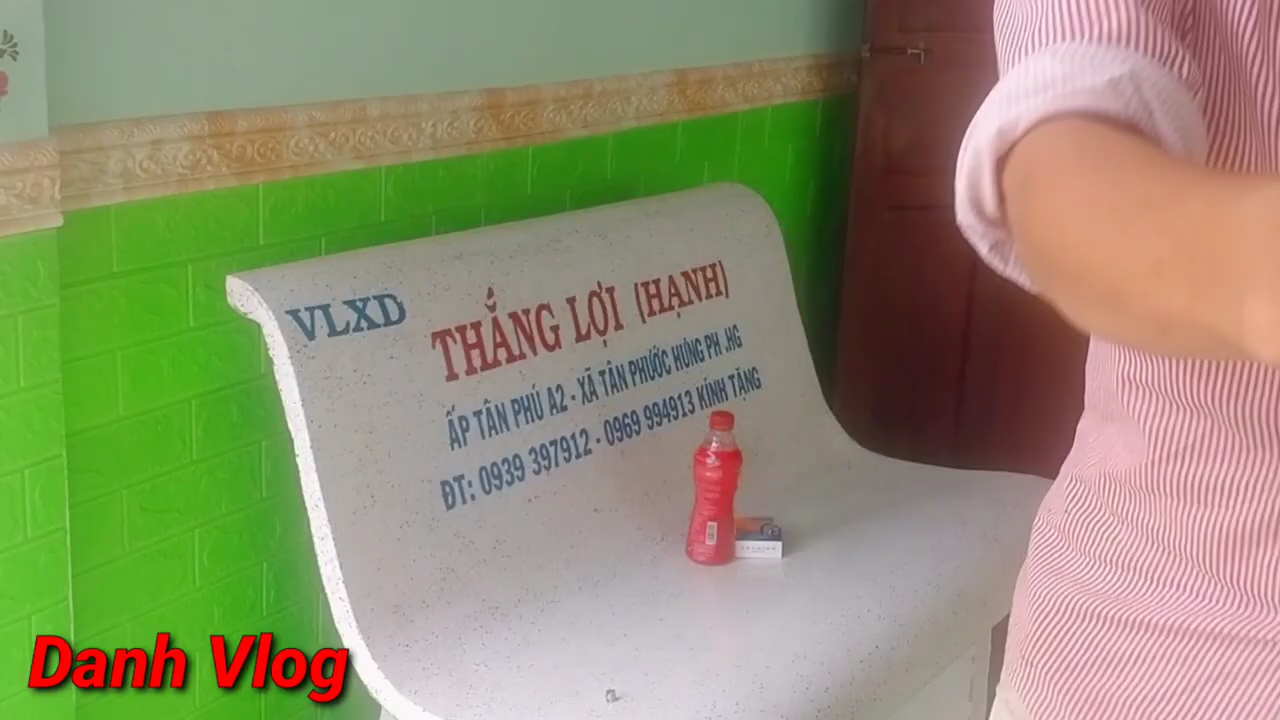 VLXD
THẮNG LỢI (HẠNH)
ẤP TÂN PHÚ A2 - XÃ TÂN PHƯỚC HƯNG PH .HG
ĐT: 0939 397912 - 0969 994913 KÍNH TẶNG
Danh Vlog